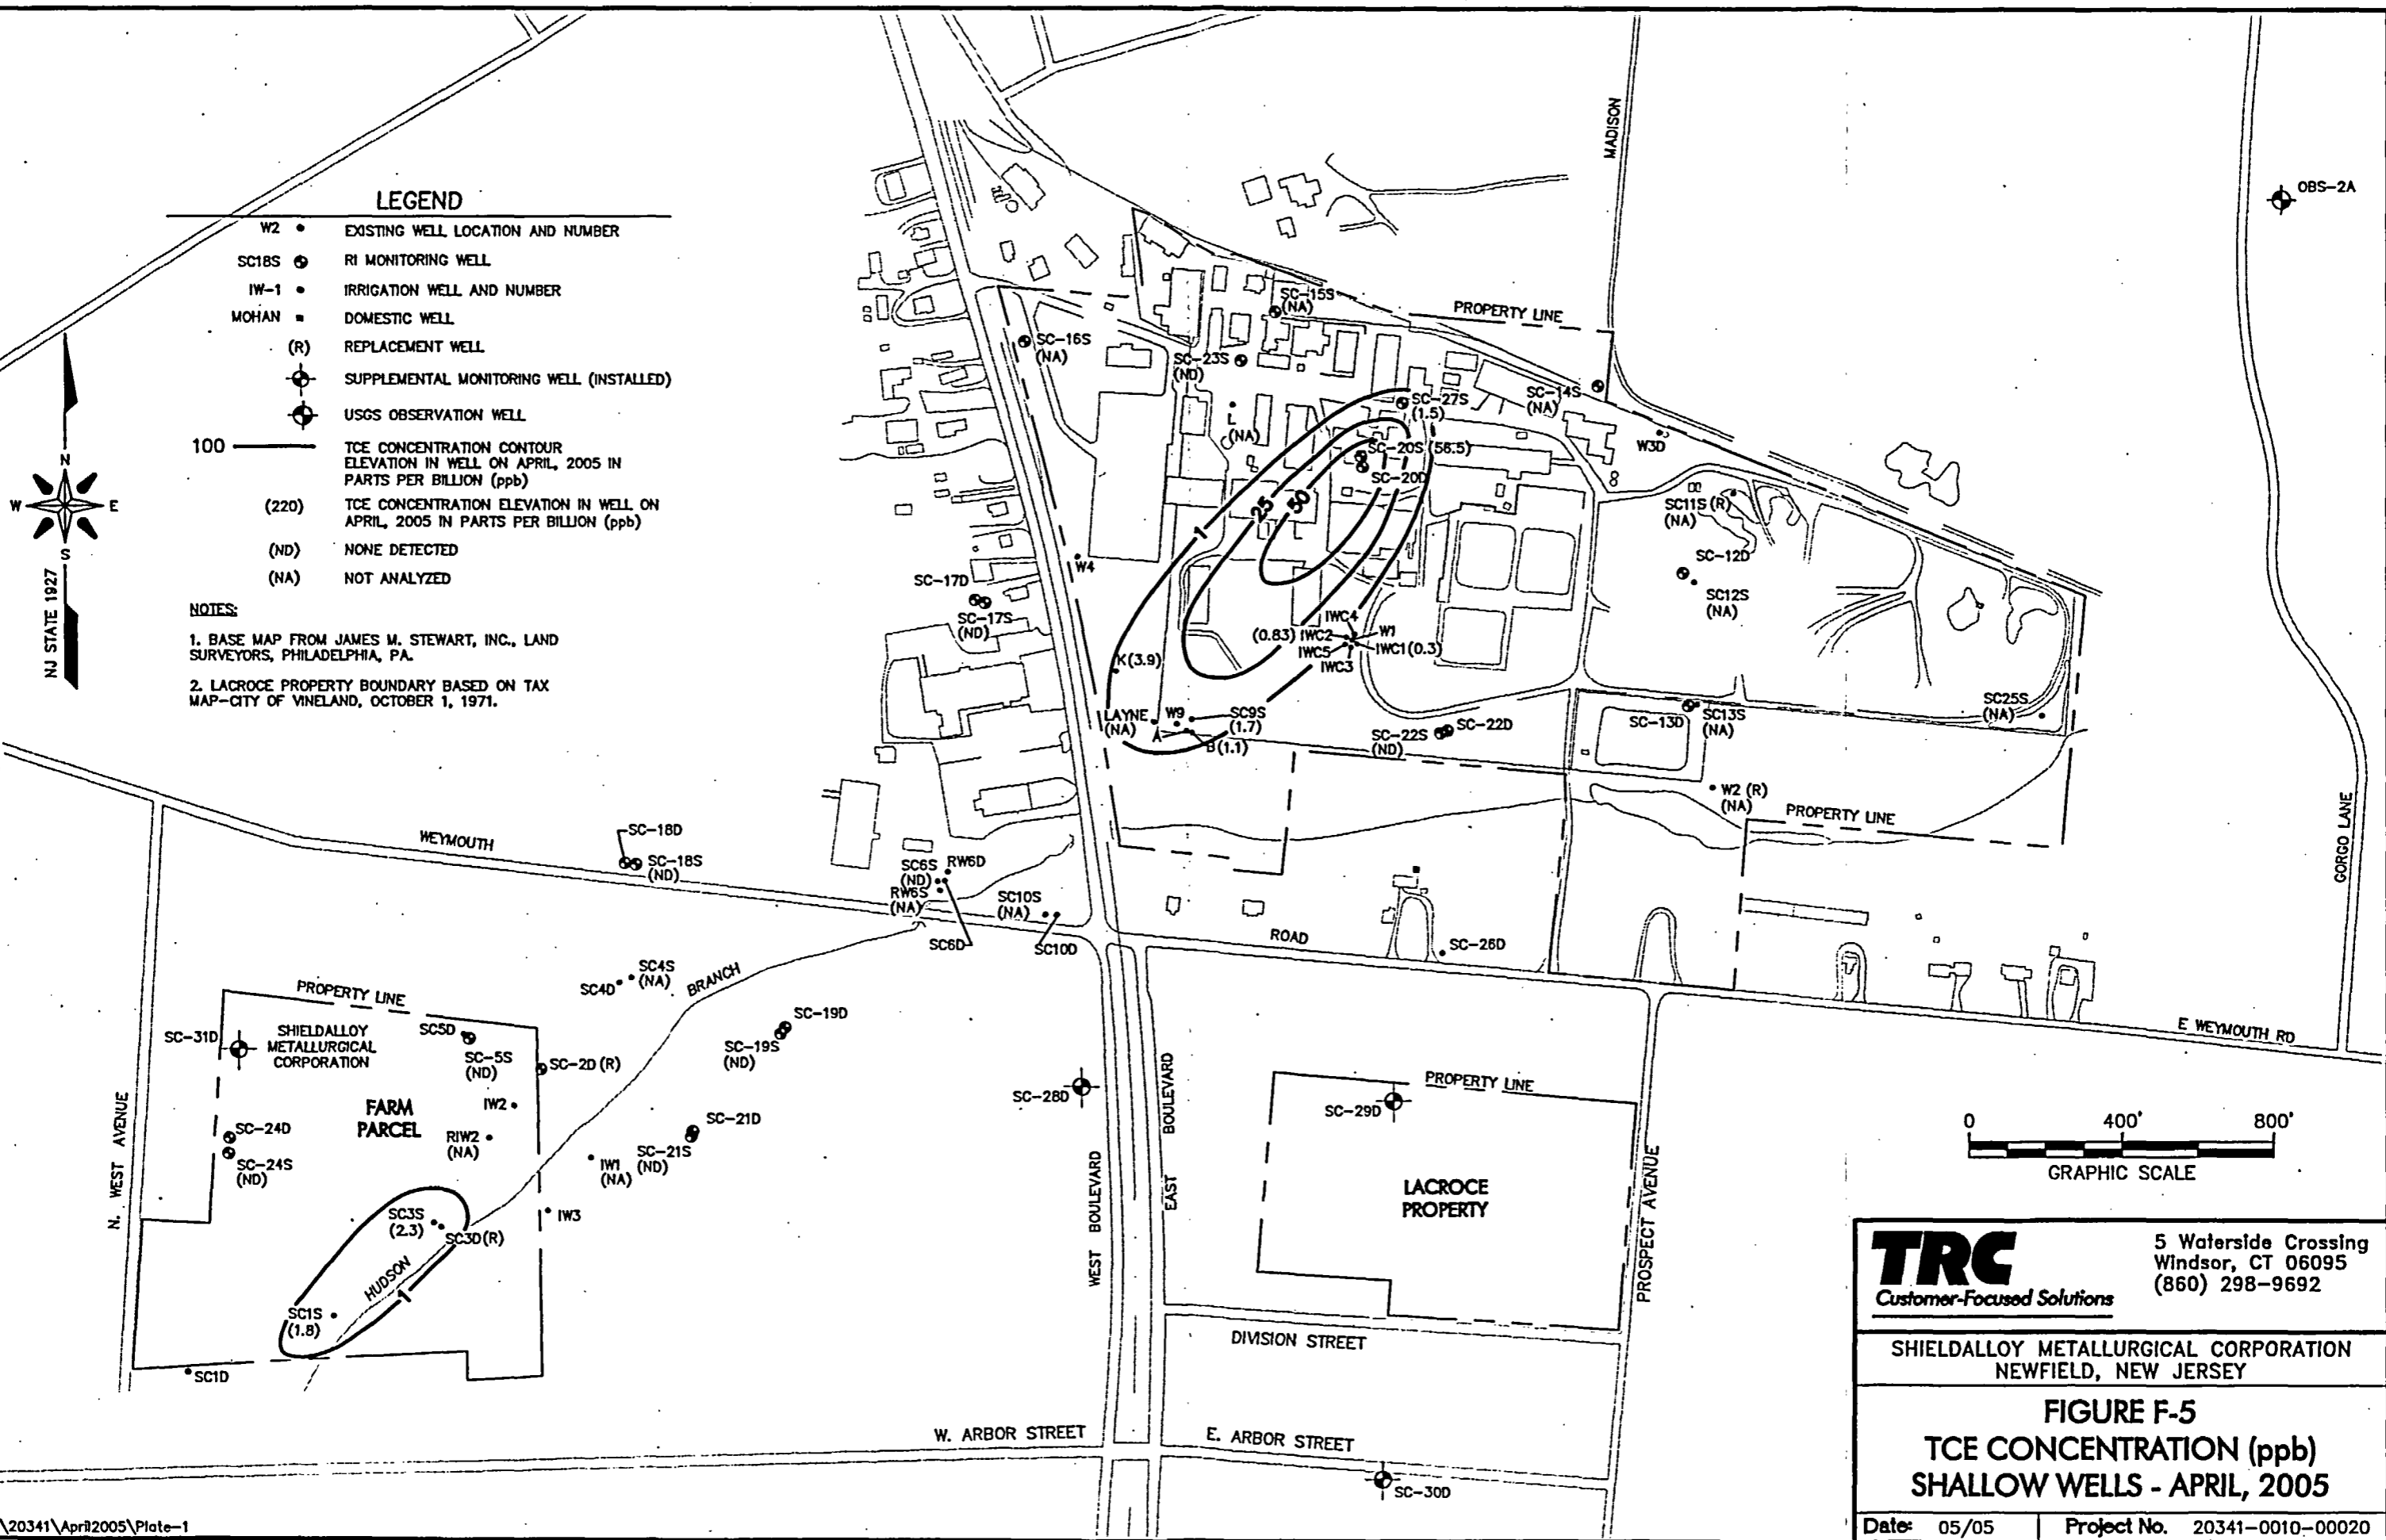 LEGEND
W2 EXISTING WELL LOCATION AND NUMBER
SC18S RI MONITORING WELL
IW-1 IRRIGATION WELL AND NUMBER
MOHAN DOMESTIC WELL
(R) REPLACEMENT WELL
SUPPLEMENTAL MONITORING WELL (INSTALLED)
USGS OBSERVATION WELL
100 TCE CONCENTRATION CONTOUR
ELEVATION IN WELL ON APRIL, 2005 IN
PARTS PER BILLION (ppb)
(220) TCE CONCENTRATION ELEVATION IN WELL ON
APRIL, 2005 IN PARTS PER BILLION (ppb)
(ND) NONE DETECTED
(NA) NOT ANALYZED
NOTES:
1. BASE MAP FROM JAMES M. STEWART, INC., LAND
SURVEYORS, PHILADELPHIA, PA.
2. LACROCE PROPERTY BOUNDARY BASED ON TAX
MAP-CITY OF VINELAND, OCTOBER 1, 1971.
N
W
E
S
NJ STATE 1927
MADISON
OBS-2A
PROPERTY LINE
SC-15S
(NA)
SC-16S
(NA)
SC-23S
(ND)
SC-27S
(1.5)
SC-14S
(NA)
L
(NA)
W3D
SC-20S (56.5)
SC-20D
1
25
50
SC11S (R)
(NA)
SC-12D
SC12S
(NA)
W4
SC-17D
SC-17S
(ND)
IWC4
(0.83) IWC2
W1
IWC5
IWC1 (0.3)
IWC3
K (3.9)
LAYNE
(NA)
W9
A
SC9S
(1.7)
B (1.1)
SC-22D
SC-22S
(ND)
SC-13D
SC13S
(NA)
SC25S
(NA)
W2 (R)
(NA)
PROPERTY LINE
GORGO LANE
WEYMOUTH
SC-18D
SC-18S
(ND)
SC6S
(ND)
RW6D
RW6S
(NA)
SC6D
SC10S
(NA)
SC10D
ROAD
SC-26D
E WEYMOUTH RD
SC4S
(NA)
SC4D
BRANCH
PROPERTY LINE
SC-31D
SHIELDALLOY
METALLURGICAL
CORPORATION
SC5D
SC-5S
(ND)
SC-2D (R)
SC-19D
SC-19S
(ND)
SC-28D
PROPERTY LINE
SC-29D
N. WEST AVENUE
FARM
PARCEL
IW2
RIW2
(NA)
SC-24D
SC-24S
(ND)
SC-21D
SC-21S
(ND)
IW1
(NA)
IW3
SC3S
(2.3)
SC3D(R)
HUDSON
1
SC1S
(1.8)
SC1D
WEST BOULEVARD
EAST BOULEVARD
LACROCE
PROPERTY
PROSPECT AVENUE
DIVISION STREET
W. ARBOR STREET
E. ARBOR STREET
SC-30D
0 400' 800'
GRAPHIC SCALE
TRC
Customer-Focused Solutions
5 Waterside Crossing
Windsor, CT 06095
(860) 298-9692
SHIELDALLOY METALLURGICAL CORPORATION
NEWFIELD, NEW JERSEY
FIGURE F-5
TCE CONCENTRATION (ppb)
SHALLOW WELLS - APRIL, 2005
Date: 05/05 Project No. 20341-0010-00020
\20341\April2005\Plate-1